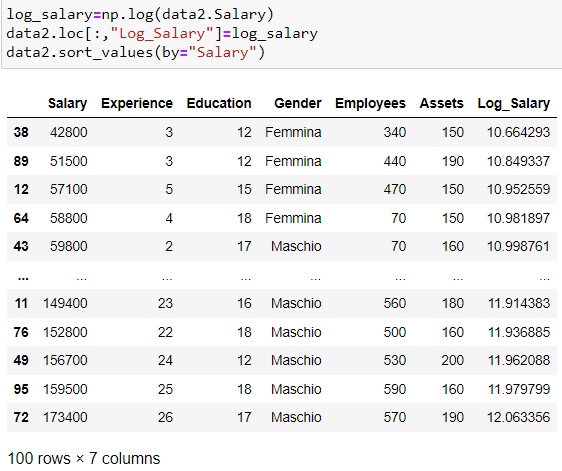 log_salary=np.log(data2.Salary)
data2.loc[:,"Log_Salary"]=log_salary
data2.sort_values(by="Salary")
Salary Experience Education Gender Employees Assets Log_Salary
38 42800 3 12 Femmina 340 150 10.664293
89 51500 3 12 Femmina 440 190 10.849337
12 57100 5 15 Femmina 470 150 10.952559
64 58800 4 18 Femmina 70 150 10.981897
43 59800 2 17 Maschio 70 160 10.998761
... ... ... ... ... ... ... ...
11 149400 23 16 Maschio 560 180 11.914383
76 152800 22 18 Maschio 500 160 11.936885
49 156700 24 12 Maschio 530 200 11.962088
95 159500 25 18 Maschio 590 160 11.979799
72 173400 26 17 Maschio 570 190 12.063356
100 rows × 7 columns